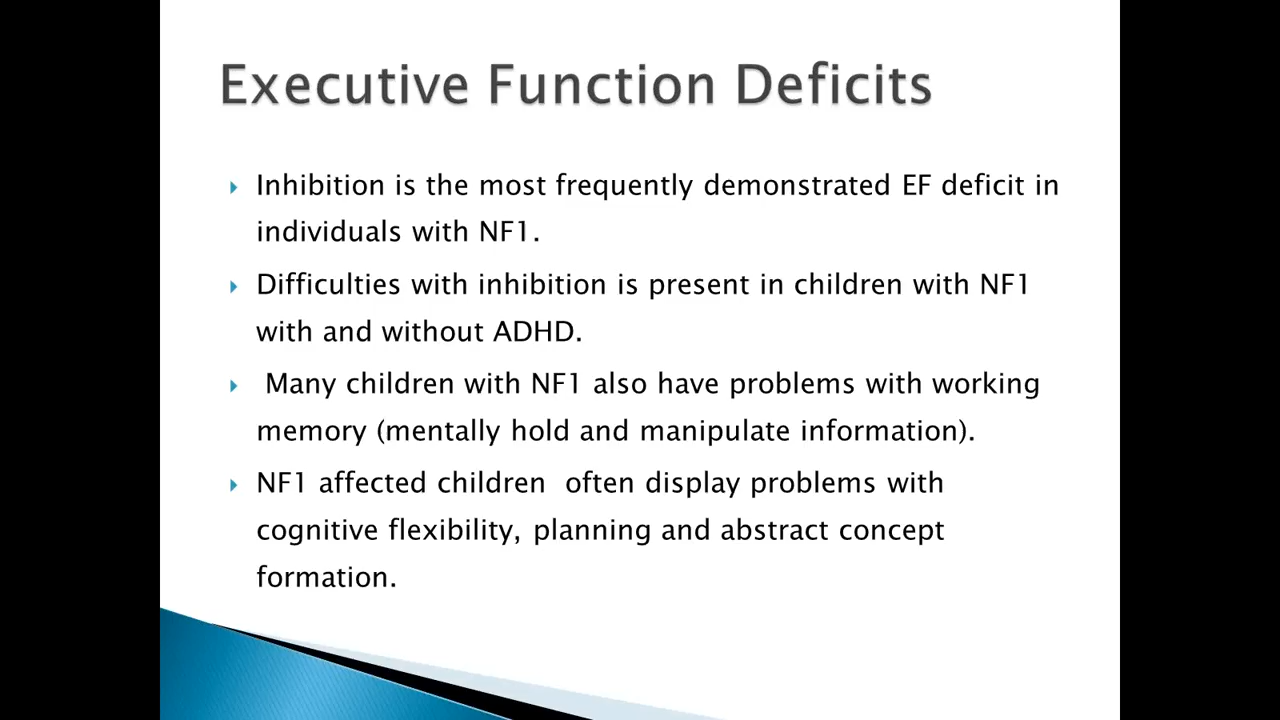 Executive Function Deficits
Inhibition is the most frequently demonstrated EF deficit in
individuals with NF1.
Difficulties with inhibition is present in children with NF1
with and without ADHD.
Many children with NF1 also have problems with working
memory (mentally hold and manipulate information).
NF1 affected children  often display problems with
cognitive flexibility, planning and abstract concept
formation.